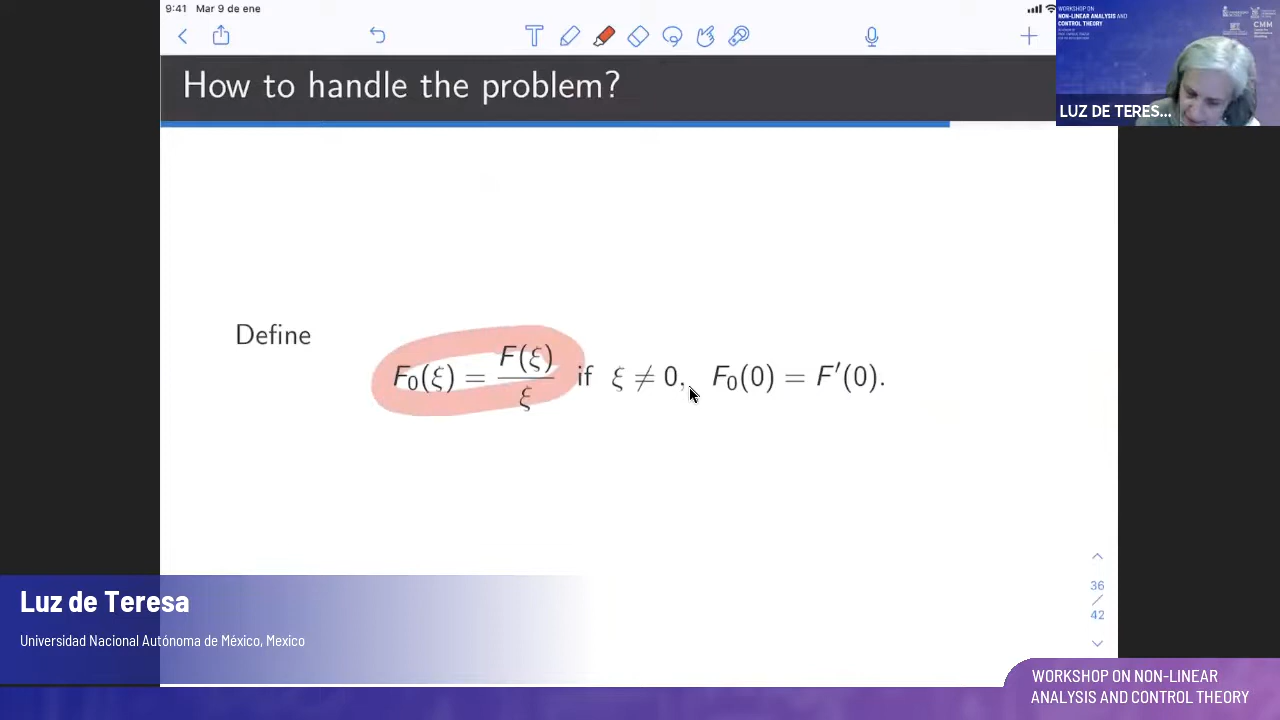 9:41 Mar 9 de ene
How to handle the problem?
WORKSHOP ON
NON-LINEAR ANALYSIS AND
CONTROL THEORY
CMM
LUZ DE TERES...
Define
F₀(ξ) = F(ξ)/ξ if ξ ≠ 0, F₀(0) = F′(0).
36
/
42
Luz de Teresa
Universidad Nacional Autónoma de México, Mexico
WORKSHOP ON NON-LINEAR
ANALYSIS AND CONTROL THEORY